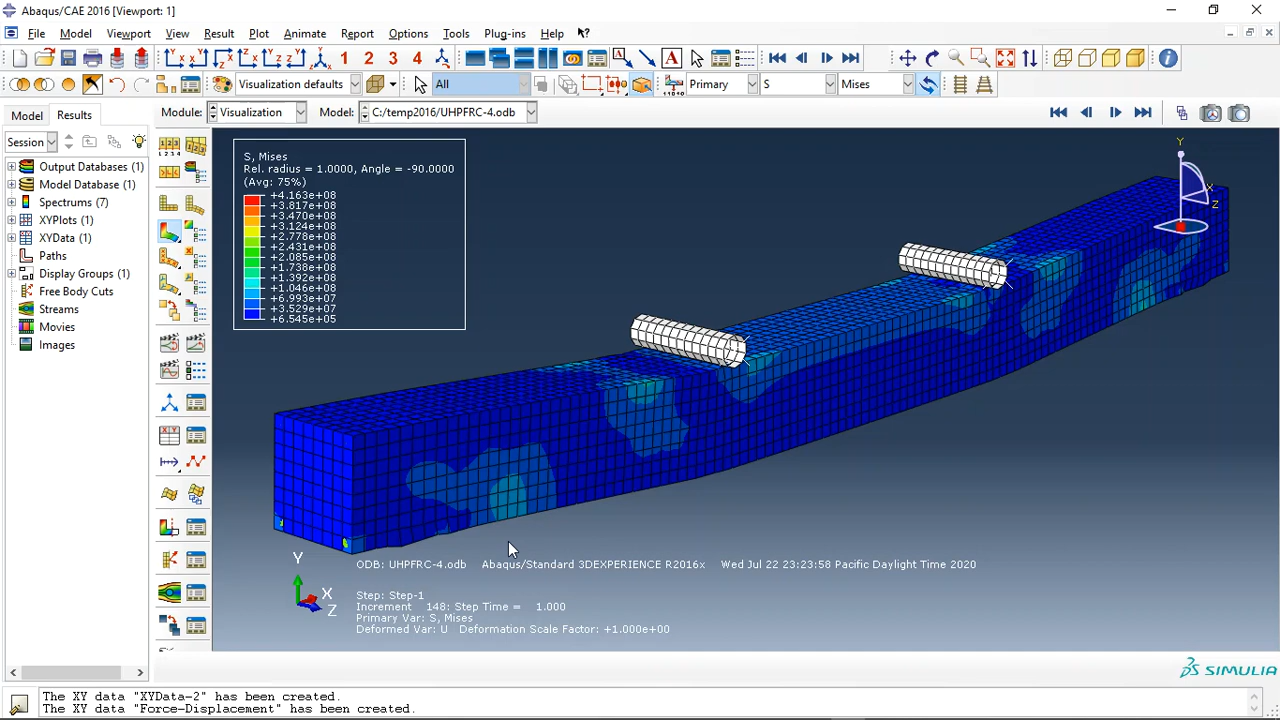 Abaqus/CAE 2016 [Viewport: 1]
File Model Viewport View Result Plot Animate Report Options Tools Plug-ins Help
1 2 3 4
Visualization defaults All Primary S Mises
Model Results Module: Visualization Model: C:/temp2016/UHPFRC-4.odb
Session
Output Databases (1)
Model Database (1)
Spectrums (7)
XYPlots (1)
XYData (1)
Paths
Display Groups (1)
Free Body Cuts
Streams
Movies
Images
S, Mises
Rel. radius = 1.0000, Angle = -90.0000
(Avg: 75%)
+4.163e+08
+3.817e+08
+3.470e+08
+3.124e+08
+2.778e+08
+2.431e+08
+2.085e+08
+1.738e+08
+1.392e+08
+1.046e+08
+6.993e+07
+3.529e+07
+6.545e+05
Y
X
Z
Y
X
Z
ODB: UHPFRC-4.odb Abaqus/Standard 3DEXPERIENCE R2016x Wed Jul 22 23:23:58 Pacific Daylight Time 2020
Step: Step-1
Increment 148: Step Time = 1.000
Primary Var: S, Mises
Deformed Var: U Deformation Scale Factor: +1.000e+00
SIMULIA
The XY data "XYData-2" has been created.
The XY data "Force-Displacement" has been created.